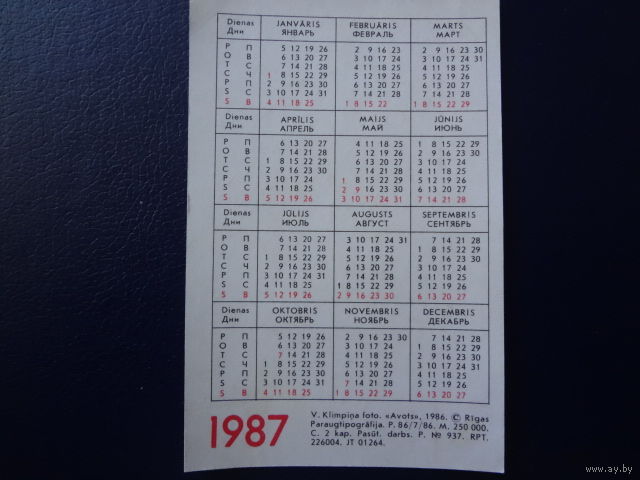 Dienas JANVĀRIS FEBRUĀRIS MARTS
Дни ЯНВАРЬ ФЕВРАЛЬ МАРТ
P П 5 12 19 26 2 9 16 23 2 9 16 23 30
O В 6 13 20 27 3 10 17 24 3 10 17 24 31
T С 7 14 21 28 4 11 18 25 4 11 18 25
C Ч 1 8 15 22 29 5 12 19 26 5 12 19 26
P П 2 9 16 23 30 6 13 20 27 6 13 20 27
S С 3 10 17 24 31 7 14 21 28 7 14 21 28
S В 4 11 18 25 1 8 15 22 1 8 15 22 29
Dienas APRĪLIS MAIJS JŪNIJS
Дни АПРЕЛЬ МАЙ ИЮНЬ
P П 6 13 20 27 4 11 18 25 1 8 15 22 29
O В 7 14 21 28 5 12 19 26 2 9 16 23 30
T С 1 8 15 22 29 6 13 20 27 3 10 17 24
C Ч 2 9 16 23 30 7 14 21 28 4 11 18 25
P П 3 10 17 24 1 8 15 22 29 5 12 19 26
S С 4 11 18 25 2 9 16 23 30 6 13 20 27
S В 5 12 19 26 3 10 17 24 31 7 14 21 28
Dienas JŪLIJS AUGUSTS SEPTEMBRIS
Дни ИЮЛЬ АВГУСТ СЕНТЯБРЬ
P П 6 13 20 27 3 10 17 24 31 7 14 21 28
O В 7 14 21 28 4 11 18 25 1 8 15 22 29
T С 1 8 15 22 29 5 12 19 26 2 9 16 23 30
C Ч 2 9 16 23 30 6 13 20 27 3 10 17 24
P П 3 10 17 24 31 7 14 21 28 4 11 18 25
S С 4 11 18 25 1 8 15 22 29 5 12 19 26
S В 5 12 19 26 2 9 16 23 30 6 13 20 27
Dienas OKTOBRIS NOVEMBRIS DECEMBRIS
Дни ОКТЯБРЬ НОЯБРЬ ДЕКАБРЬ
P П 5 12 19 26 2 9 16 23 30 7 14 21 28
O В 6 13 20 27 3 10 17 24 1 8 15 22 29
T С 7 14 21 28 4 11 18 25 2 9 16 23 30
C Ч 1 8 15 22 29 5 12 19 26 3 10 17 24 31
P П 2 9 16 23 30 6 13 20 27 4 11 18 25
S С 3 10 17 24 31 7 14 21 28 5 12 19 26
S В 4 11 18 25 1 8 15 22 29 6 13 20 27
1987
V. Klimpiņa foto. «Avots», 1986. © Rīgas
Paraugtipogrāfija. P. 86/7/86. M. 250 000.
C. 2 kap. Pasūt. darbs. P. № 937. RPT.
226004. JT 01264.
www.ay.by